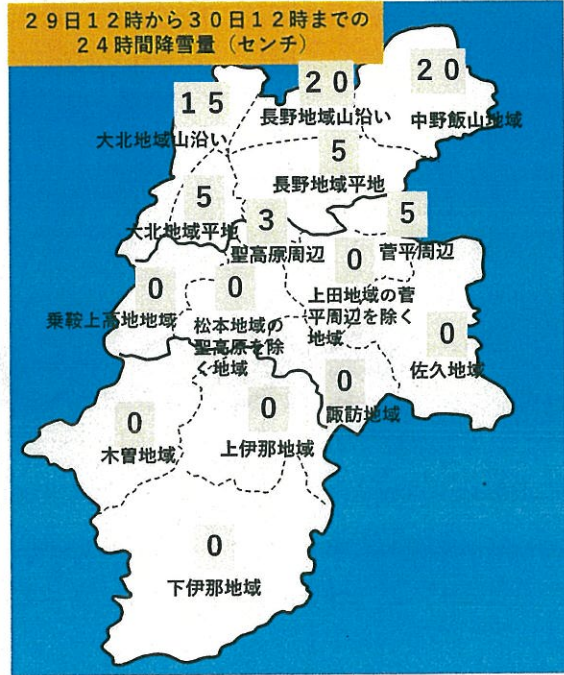 29日12時から30日12時までの
24時間降雪量（センチ）
20
20
15
長野地域山沿い
中野飯山地域
大北地域山沿い
5
長野地域平地
5
大北地域平地
3
聖高原周辺
5
菅平周辺
0
上田地域の菅
平周辺を除く
地域
0
乗鞍上高地地域
0
松本地域の
聖高原を除
く地域
0
佐久地域
0
諏訪地域
0
木曽地域
0
上伊那地域
0
下伊那地域